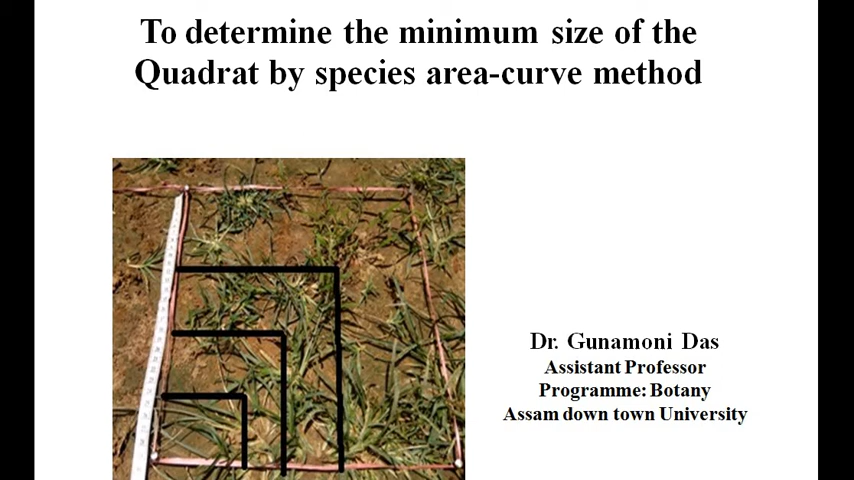 To determine the minimum size of the
Quadrat by species area-curve method
Dr. Gunamoni Das
Assistant Professor
Programme: Botany
Assam down town University